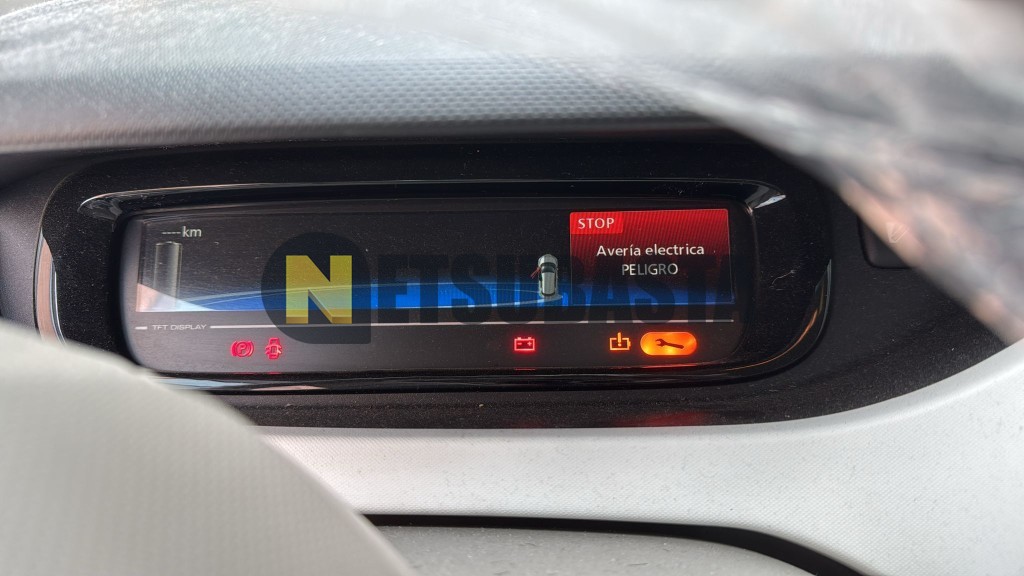 STOP
---- km
Avería electrica
PELIGRO
NETSUBASTA
TFT DISPLAY